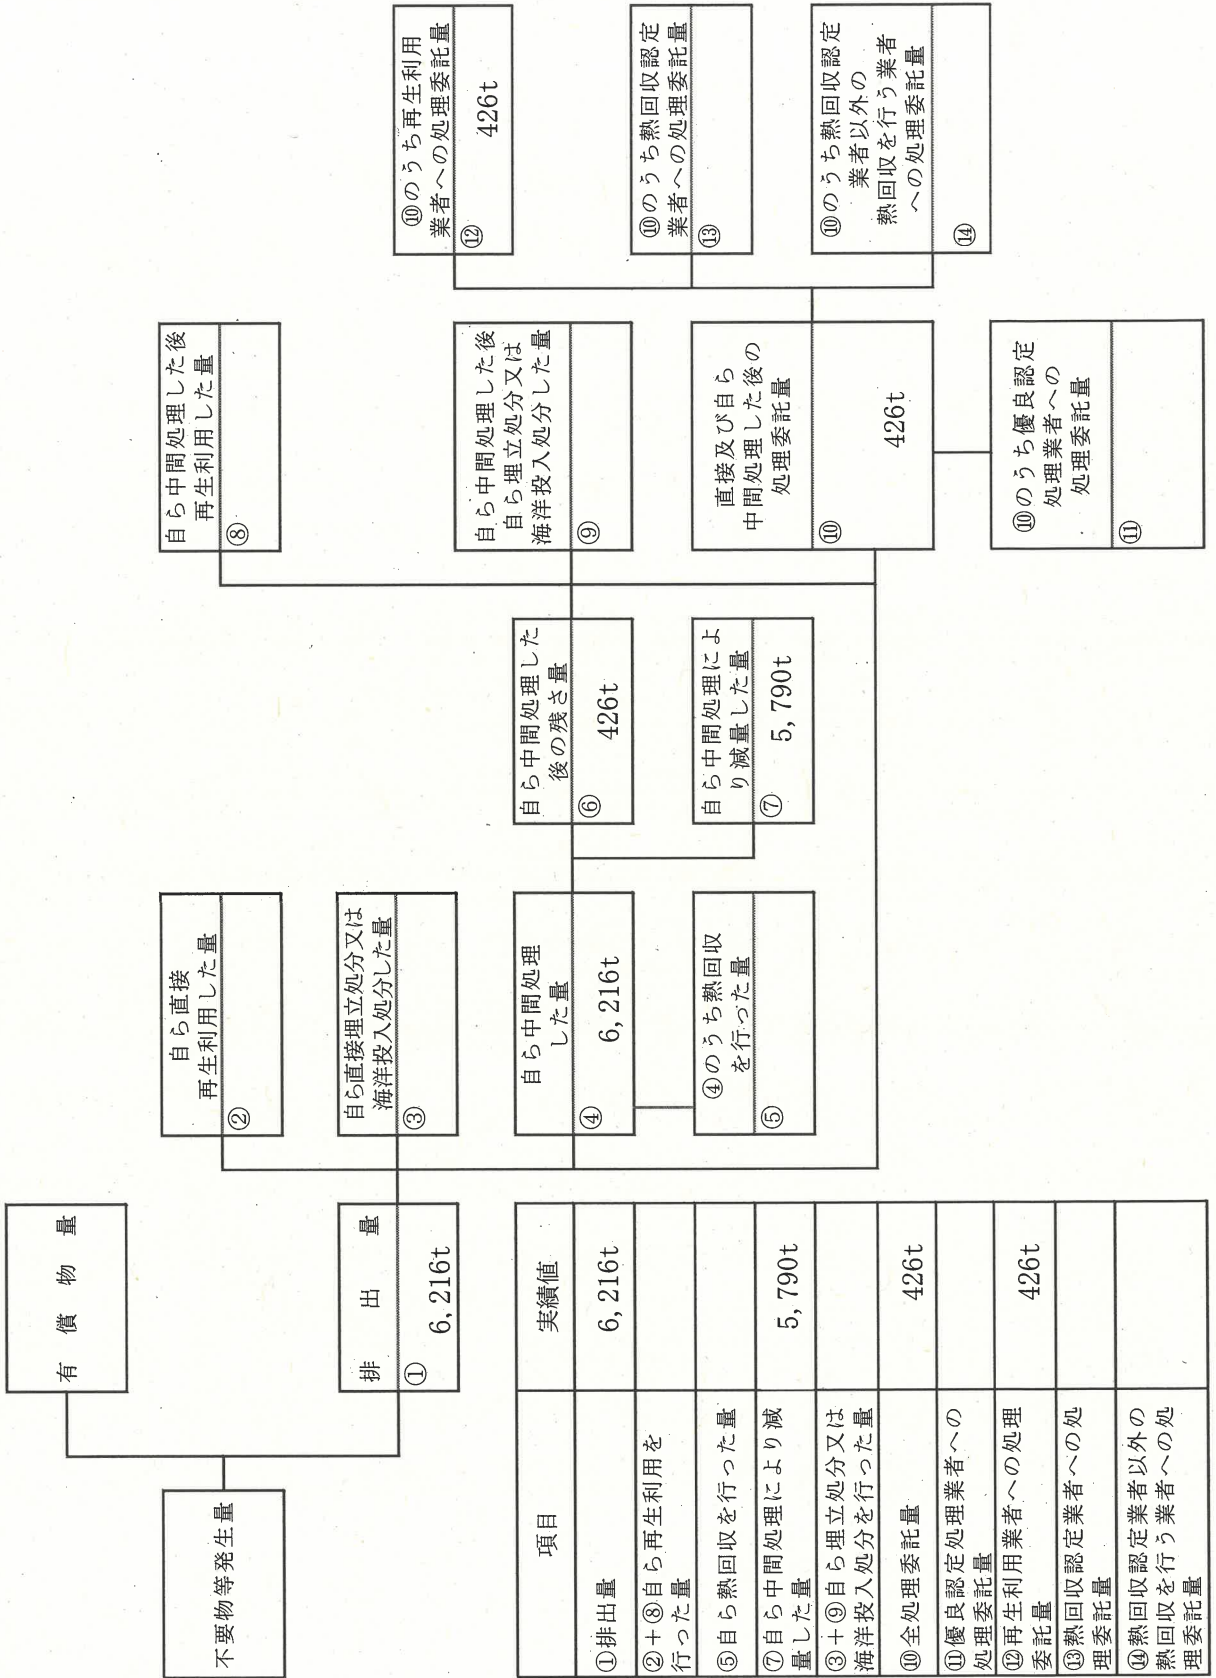 不要物等発生量
有償物量
排出量
① 6,216t
自ら直接
再生利用した量
②
自ら直接埋立処分又は
海洋投入処分した量
③
自ら中間処理
した量
④ 6,216t
④のうち熱回収
を行った量
⑤
自ら中間処理した
後の残さ量
⑥ 426t
自ら中間処理によ
り減量した量
⑦ 5,790t
自ら中間処理した後
再生利用した量
⑧
自ら中間処理した後
自ら埋立処分又は
海洋投入処分した量
⑨
直接及び自ら
中間処理した後の
処理委託量
⑩ 426t
⑩のうち優良認定
処理業者への
処理委託量
⑪
⑩のうち再生利用
業者への処理委託量
⑫ 426t
⑩のうち熱回収認定
業者への処理委託量
⑬
⑩のうち熱回収認定
業者以外の
熱回収を行う業者
への処理委託量
⑭
項目 実績値
①排出量 6,216t
②+⑧自ら再生利用を
行った量
⑤自ら熱回収を行った量
⑦自ら中間処理により減
量した量 5,790t
③+⑨自ら埋立処分又は
海洋投入処分を行った量
⑩全処理委託量 426t
⑪優良認定処理業者への
処理委託量
⑫再生利用業者への処理
委託量 426t
⑬熱回収認定業者への処
理委託量
⑭熱回収認定業者以外の
熱回収を行う業者への処
理委託量